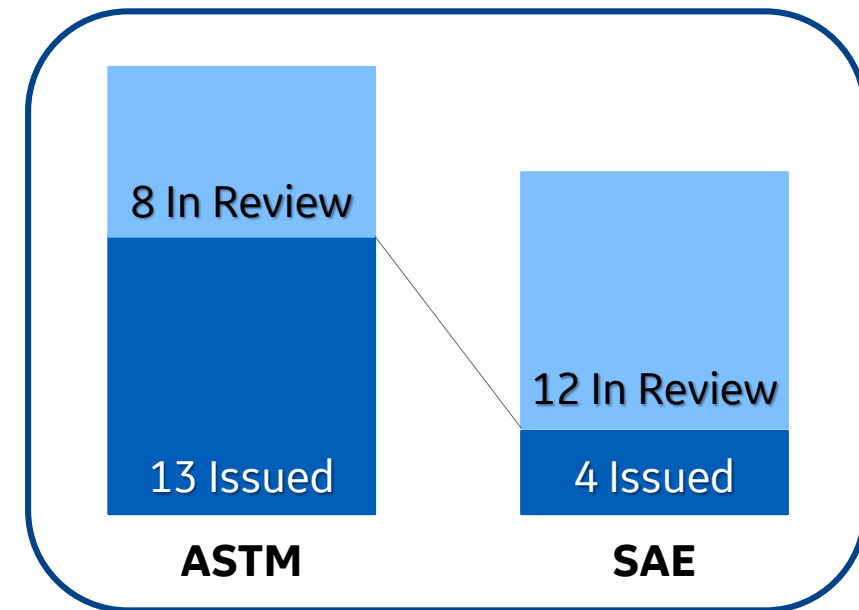 8 In Review
13 Issued
ASTM
12 In Review
4 Issued
SAE